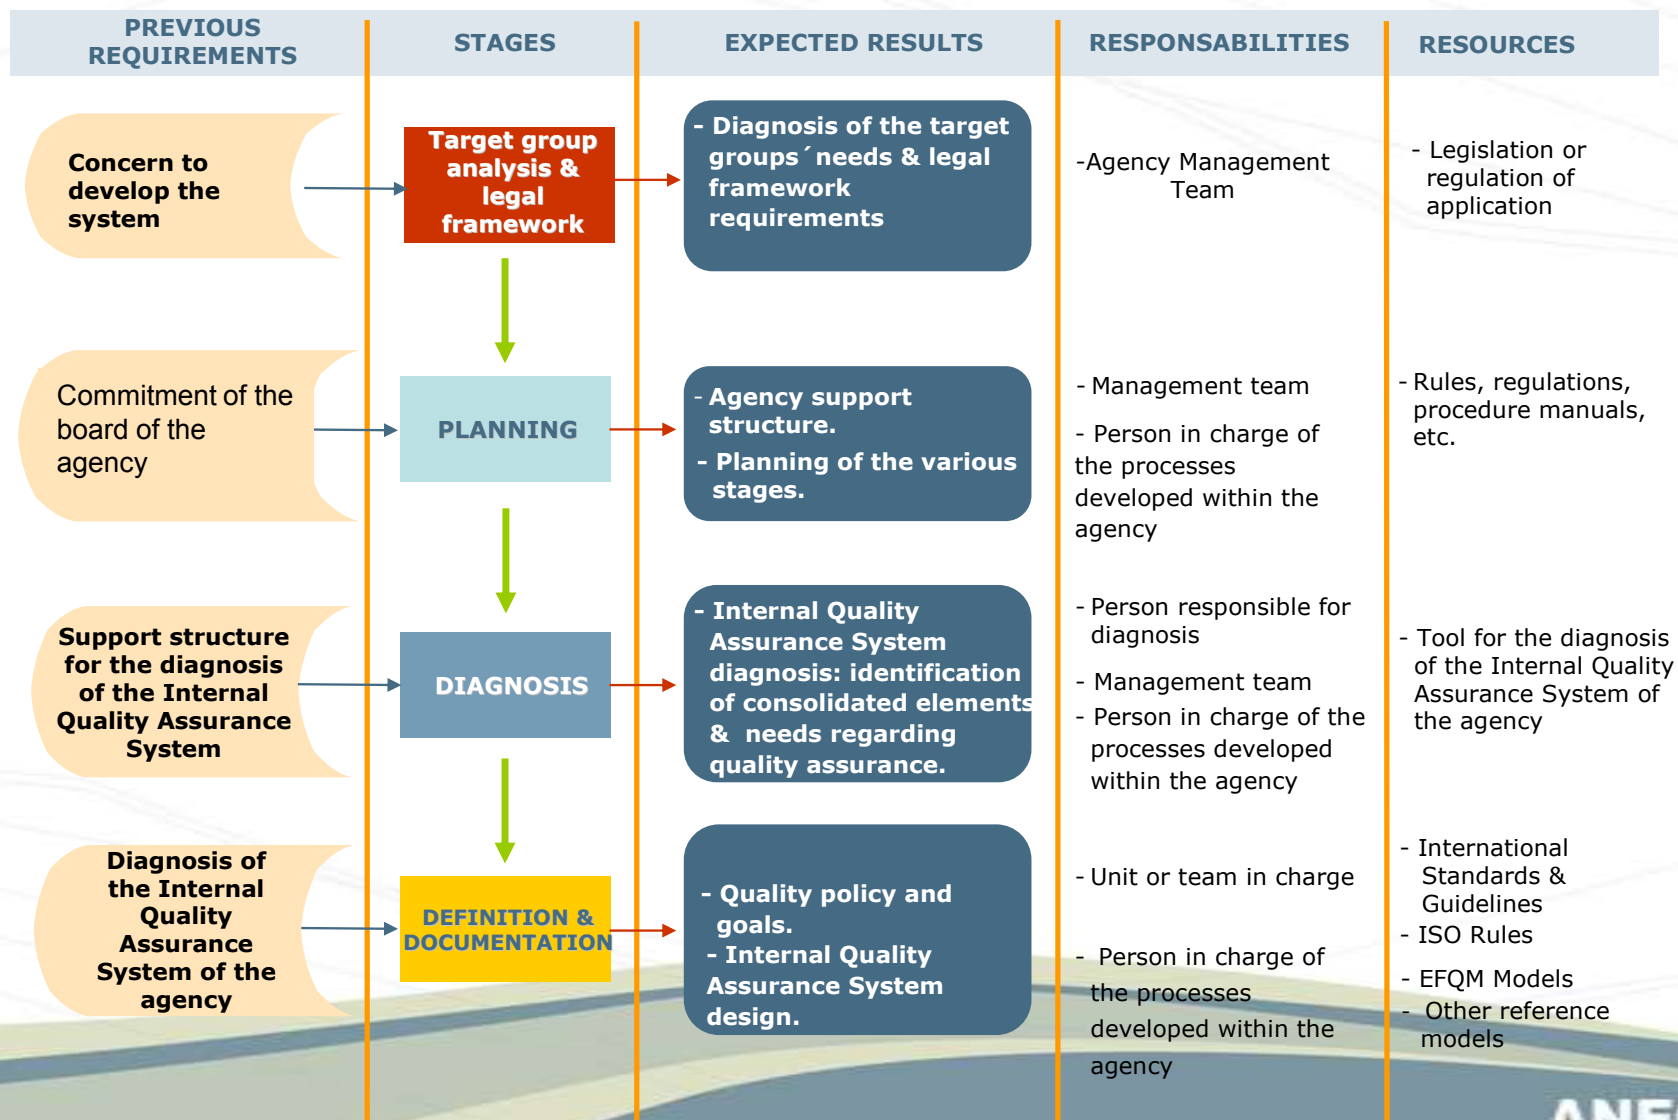 PREVIOUS
REQUIREMENTS
STAGES
EXPECTED RESULTS
RESPONSABILITIES
RESOURCES
Concern to
develop the
system
Target group
analysis &
legal
framework
- Diagnosis of the target
groups´needs & legal
framework
requirements
-Agency Management
Team
- Legislation or
regulation of
application
Commitment of the
board of the
agency
PLANNING
- Agency support
structure.
- Planning of the various
stages.
- Management team
- Person in charge of
the processes
developed within the
agency
- Rules, regulations,
procedure manuals,
etc.
Support structure
for the diagnosis
of the Internal
Quality Assurance
System
DIAGNOSIS
- Internal Quality
Assurance System
diagnosis: identification
of consolidated elements
& needs regarding
quality assurance.
- Person responsible for
diagnosis
- Management team
- Person in charge of the
processes developed
within the agency
- Tool for the diagnosis
of the Internal Quality
Assurance System of
the agency
Diagnosis of
the Internal
Quality
Assurance
System of the
agency
DEFINITION &
DOCUMENTATION
- Quality policy and
goals.
- Internal Quality
Assurance System
design.
- Unit or team in charge
- Person in charge of
the processes
developed within the
agency
- International
Standards &
Guidelines
- ISO Rules
- EFQM Models
- Other reference
models